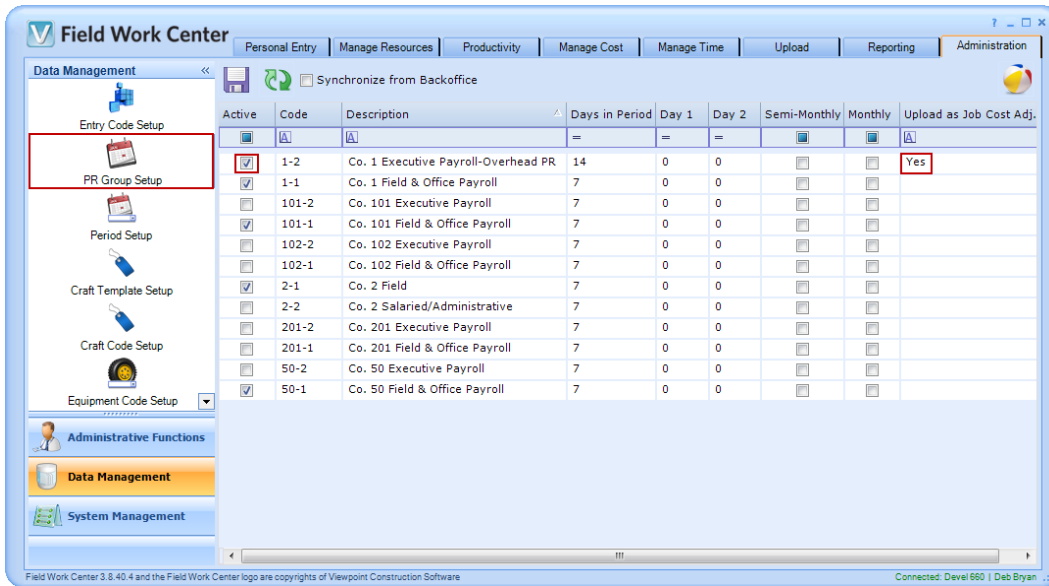 Field Work Center
? _ □ ×
Personal Entry Manage Resources Productivity Manage Cost Manage Time Upload Reporting Administration
Data Management «
Synchronize from Backoffice
Entry Code Setup
PR Group Setup
Period Setup
Craft Template Setup
Craft Code Setup
Equipment Code Setup
Administrative Functions
Data Management
System Management
Active Code Description Days in Period Day 1 Day 2 Semi-Monthly Monthly Upload as Job Cost Adj.
A A = = = A
1-2 Co. 1 Executive Payroll-Overhead PR 14 0 0 Yes
1-1 Co. 1 Field & Office Payroll 7 0 0
101-2 Co. 101 Executive Payroll 7 0 0
101-1 Co. 101 Field & Office Payroll 7 0 0
102-2 Co. 102 Executive Payroll 7 0 0
102-1 Co. 102 Field & Office Payroll 7 0 0
2-1 Co. 2 Field 7 0 0
2-2 Co. 2 Salaried/Administrative 7 0 0
201-2 Co. 201 Executive Payroll 7 0 0
201-1 Co. 201 Field & Office Payroll 7 0 0
50-2 Co. 50 Executive Payroll 7 0 0
50-1 Co. 50 Field & Office Payroll 7 0 0
Field Work Center 3.8.40.4 and the Field Work Center logo are copyrights of Viewpoint Construction Software
Connected: Devel 660 | Deb Bryan